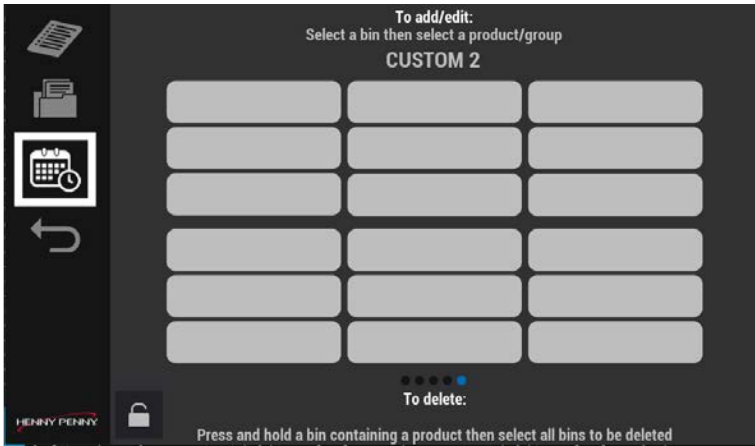 To add/edit:
Select a bin then select a product/group
CUSTOM 2
To delete:
HENNY PENNY
Press and hold a bin containing a product then select all bins to be deleted